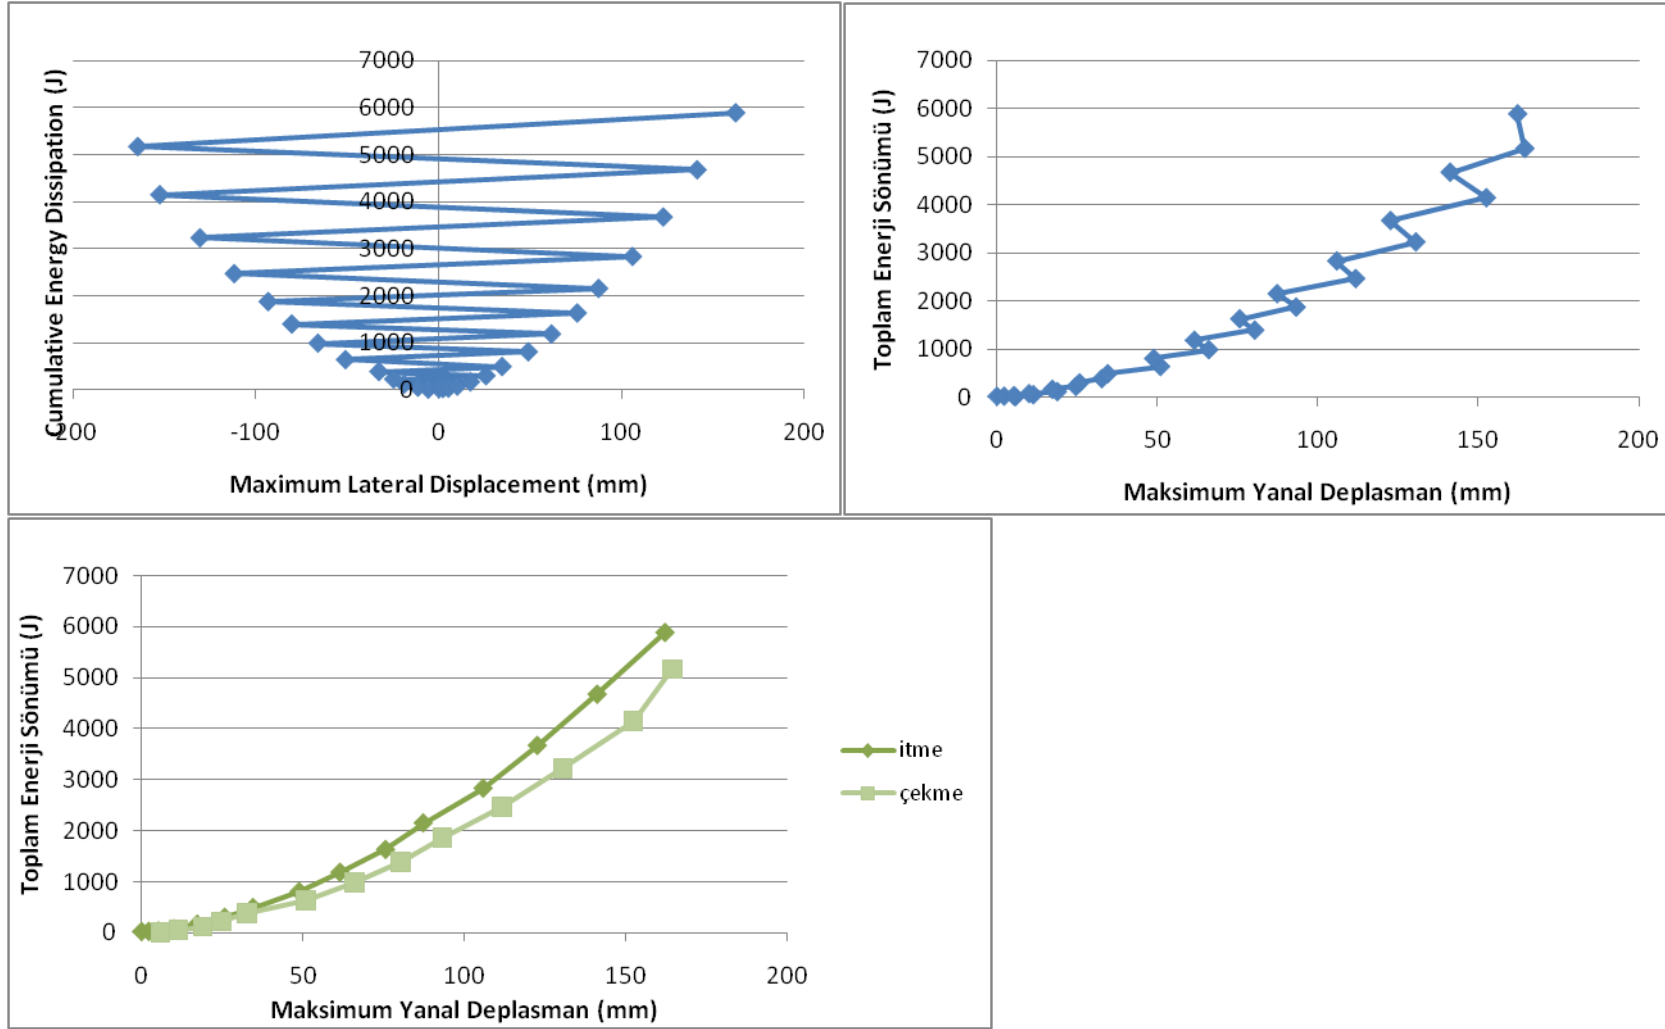 Cumulative Energy Dissipation (J)
7000
6000
5000
4000
3000
2000
1000
0
200 -100 0 100 200
Maximum Lateral Displacement (mm)
Toplam Enerji Sönümü (J)
7000
6000
5000
4000
3000
2000
1000
0
0 50 100 150 200
Maksimum Yanal Deplasman (mm)
Toplam Enerji Sönümü (J)
7000
6000
5000
4000
3000
2000
1000
0
0 50 100 150 200
Maksimum Yanal Deplasman (mm)
itme
çekme